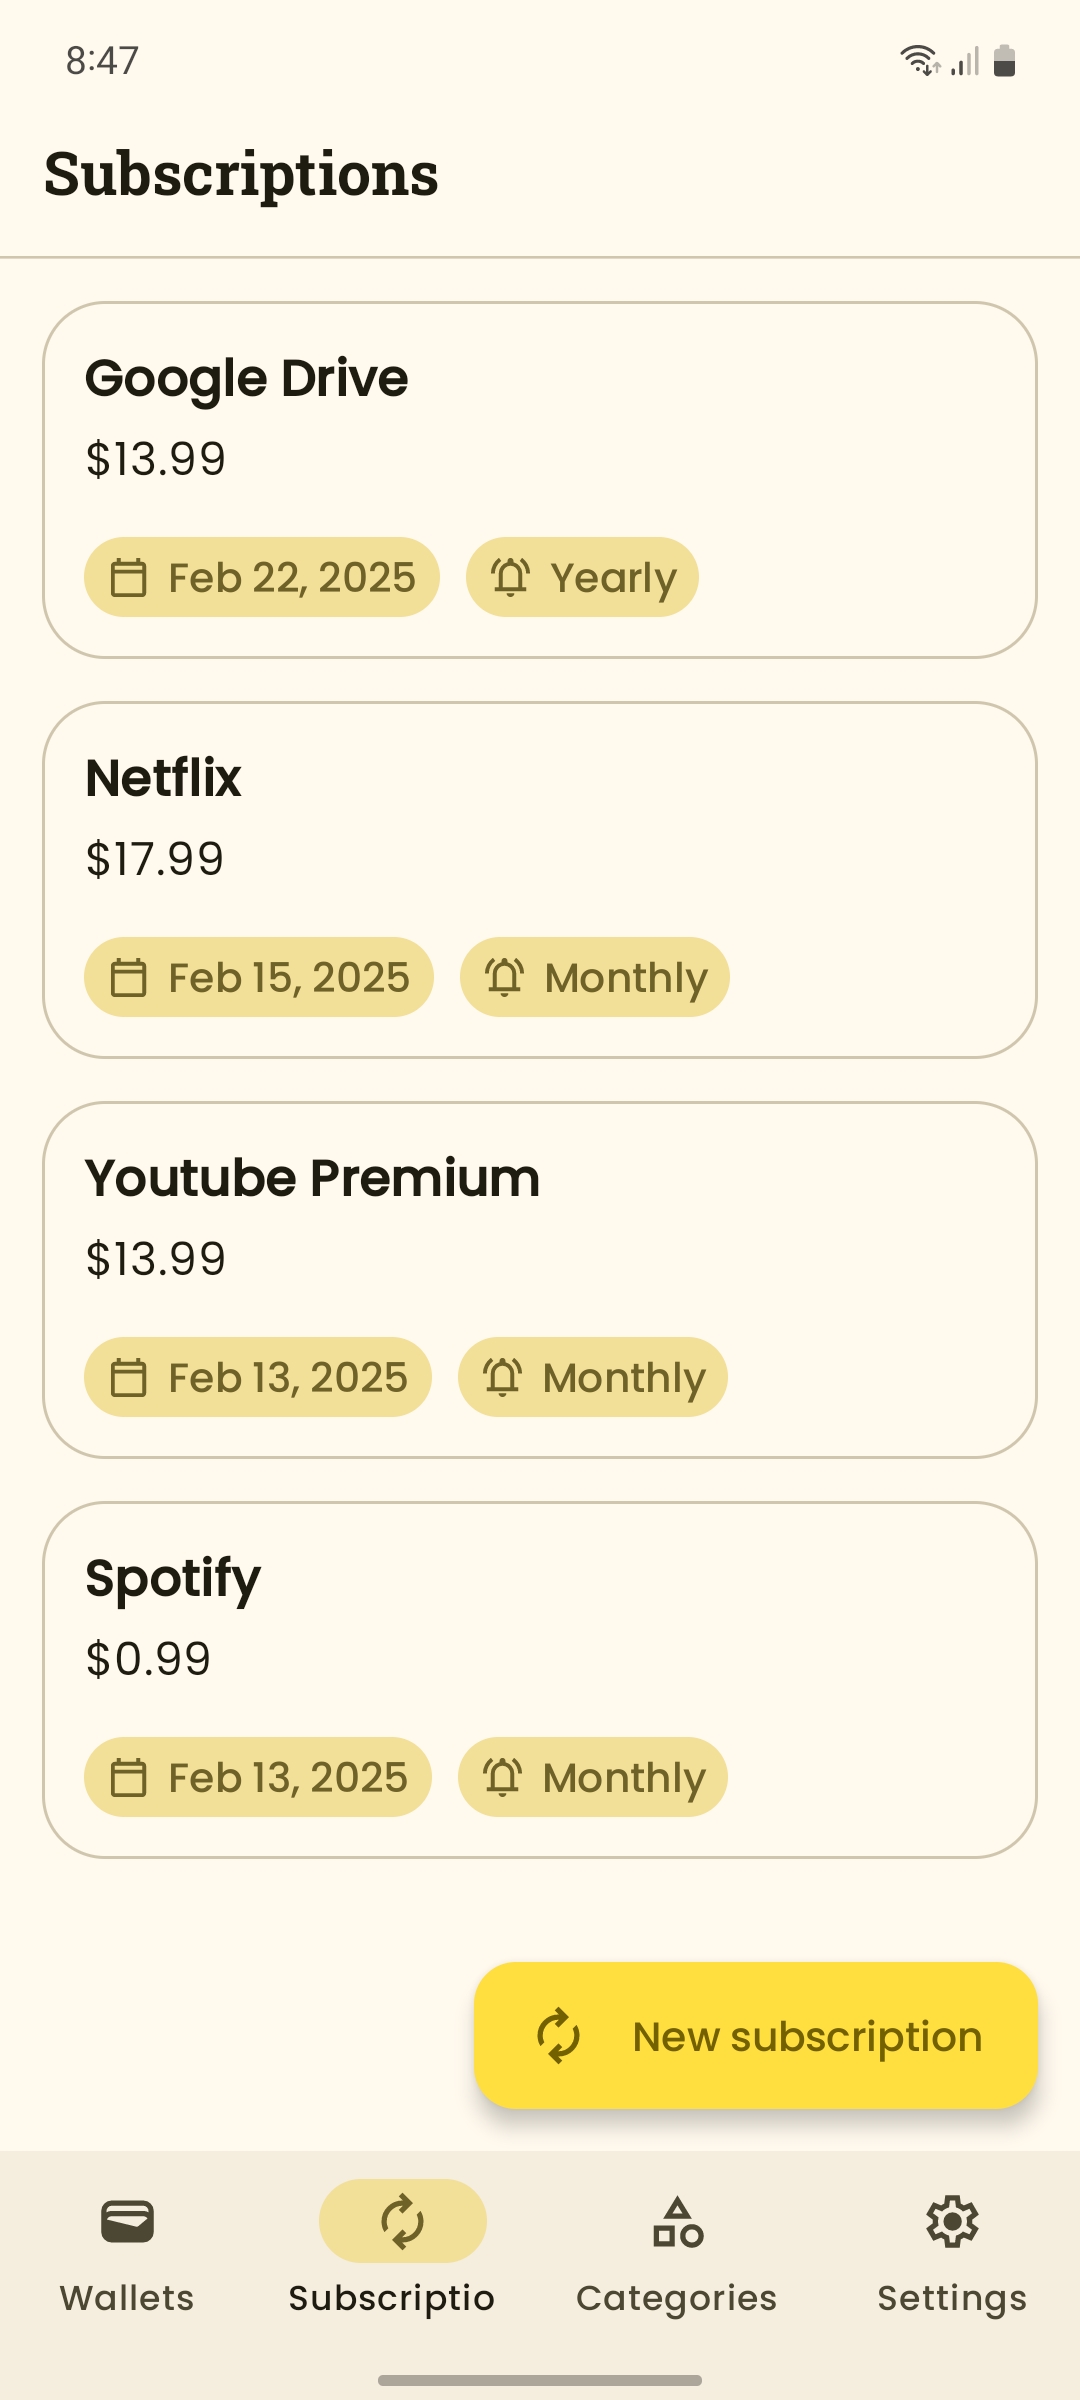 8:47
Subscriptions
Google Drive
$13.99
Feb 22, 2025 Yearly
Netflix
$17.99
Feb 15, 2025 Monthly
Youtube Premium
$13.99
Feb 13, 2025 Monthly
Spotify
$0.99
Feb 13, 2025 Monthly
New subscription
Wallets Subscriptio Categories Settings